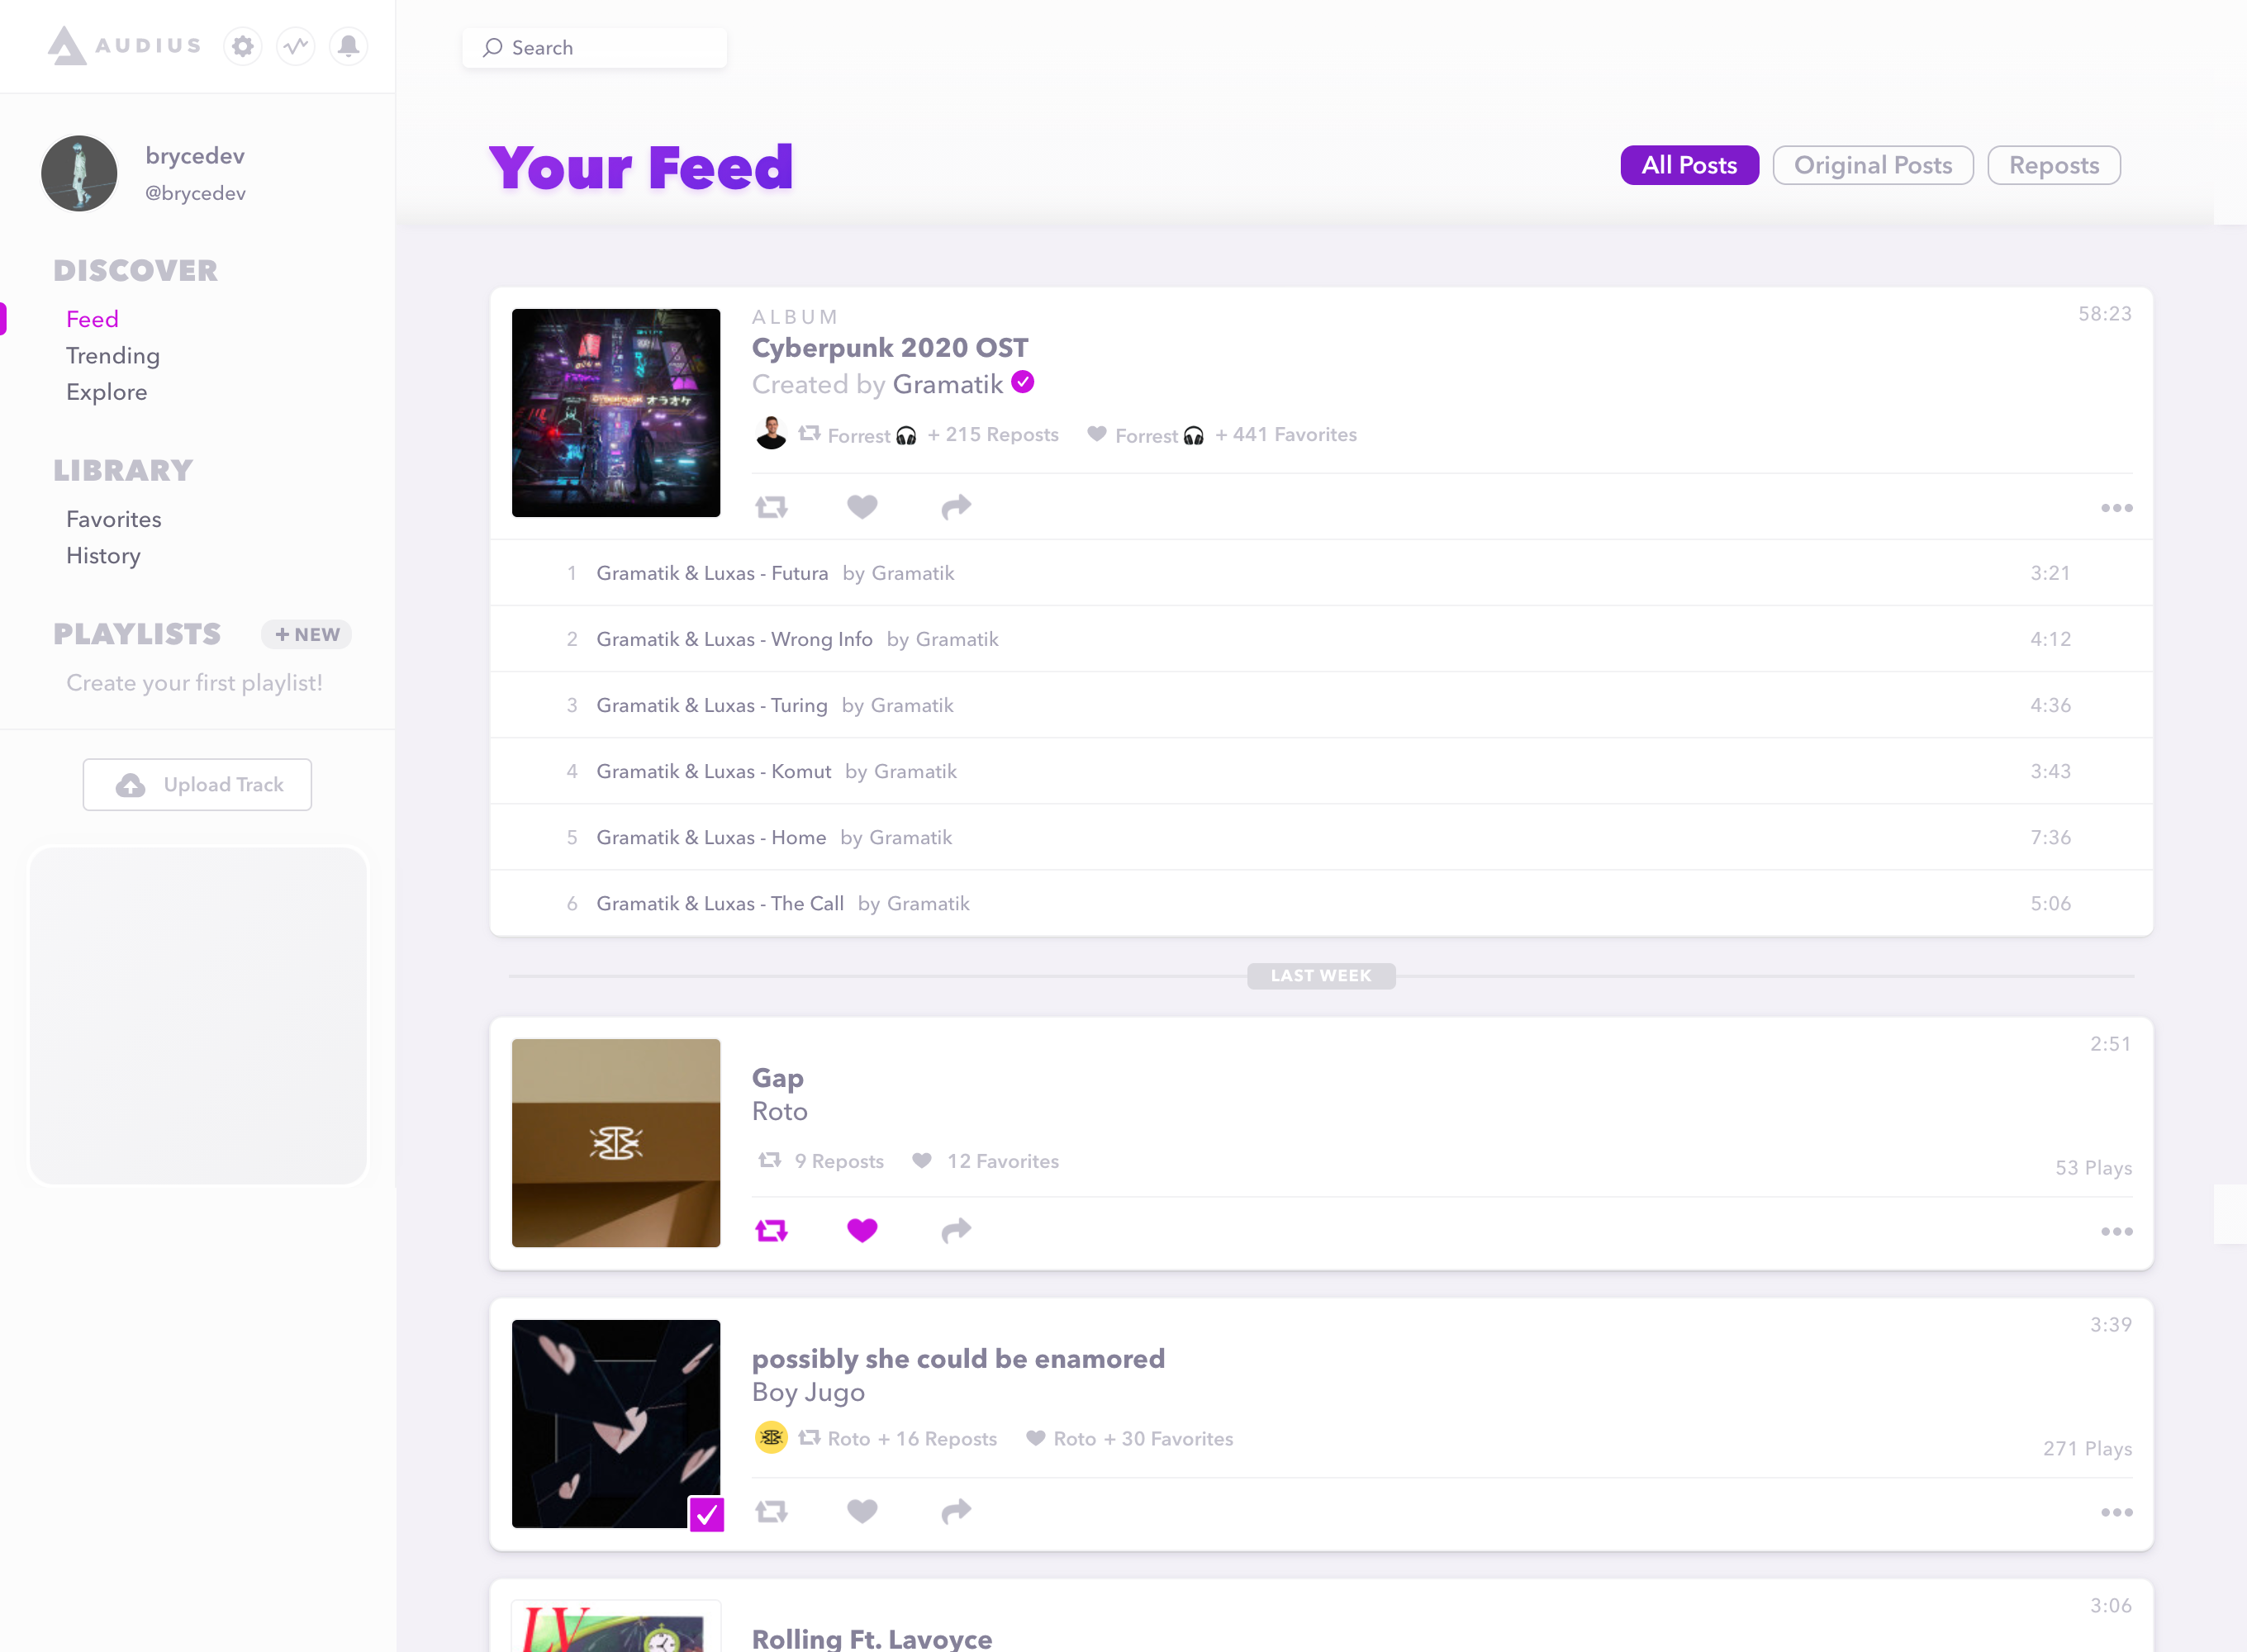 AUDIUS
Search
brycedev
@brycedev
DISCOVER
Feed
Trending
Explore
LIBRARY
Favorites
History
PLAYLISTS
+ NEW
Create your first playlist!
Upload Track
Your Feed
All Posts
Original Posts
Reposts
ALBUM
58:23
Cyberpunk 2020 OST
Created by Gramatik
オラオケ
Forrest 🎧 + 215 Reposts
Forrest 🎧 + 441 Favorites
1 Gramatik & Luxas - Futura by Gramatik 3:21
2 Gramatik & Luxas - Wrong Info by Gramatik 4:12
3 Gramatik & Luxas - Turing by Gramatik 4:36
4 Gramatik & Luxas - Komut by Gramatik 3:43
5 Gramatik & Luxas - Home by Gramatik 7:36
6 Gramatik & Luxas - The Call by Gramatik 5:06
LAST WEEK
2:51
Gap
Roto
9 Reposts
12 Favorites
53 Plays
3:39
possibly she could be enamored
Boy Jugo
Roto + 16 Reposts
Roto + 30 Favorites
271 Plays
3:06
LV
Rolling Ft. Lavoyce